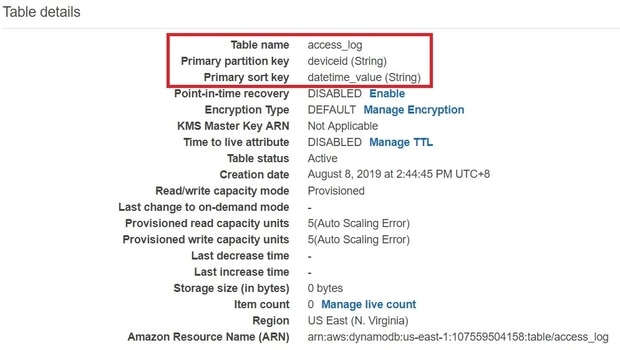 Table details
Table name access_log
Primary partition key deviceid (String)
Primary sort key datetime_value (String)
Point-in-time recovery DISABLED Enable
Encryption Type DEFAULT Manage Encryption
KMS Master Key ARN Not Applicable
Time to live attribute DISABLED Manage TTL
Table status Active
Creation date August 8, 2019 at 2:44:45 PM UTC+8
Read/write capacity mode Provisioned
Last change to on-demand mode -
Provisioned read capacity units 5(Auto Scaling Error)
Provisioned write capacity units 5(Auto Scaling Error)
Last decrease time -
Last increase time -
Storage size (in bytes) 0 bytes
Item count 0 Manage live count
Region US East (N. Virginia)
Amazon Resource Name (ARN) arn:aws:dynamodb:us-east-1:107559504158:table/access_log